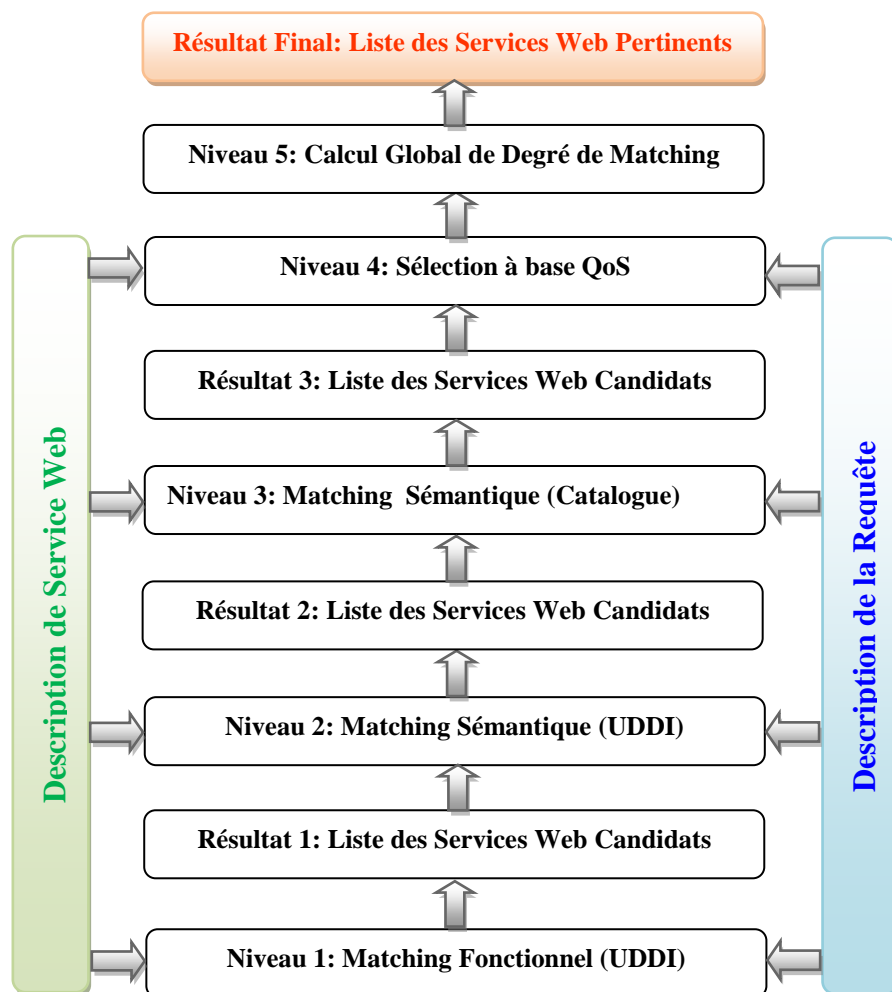 Résultat Final: Liste des Services Web Pertinents
Niveau 5: Calcul Global de Degré de Matching
Niveau 4: Sélection à base QoS
Résultat 3: Liste des Services Web Candidats
Niveau 3: Matching Sémantique (Catalogue)
Résultat 2: Liste des Services Web Candidats
Niveau 2: Matching Sémantique (UDDI)
Résultat 1: Liste des Services Web Candidats
Niveau 1: Matching Fonctionnel (UDDI)
Description de Service Web
Description de la Requête